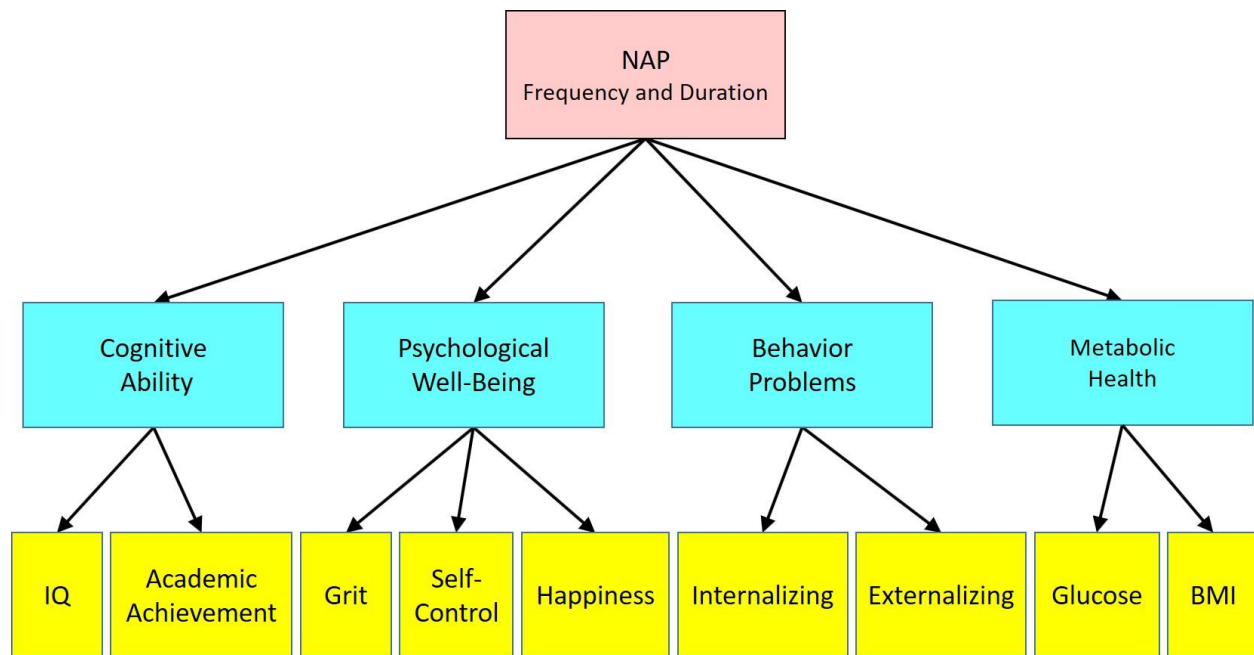 NAP
Frequency and Duration
Cognitive
Ability
Psychological
Well-Being
Behavior
Problems
Metabolic
Health
IQ
Academic
Achievement
Grit
Self-
Control
Happiness
Internalizing
Externalizing
Glucose
BMI